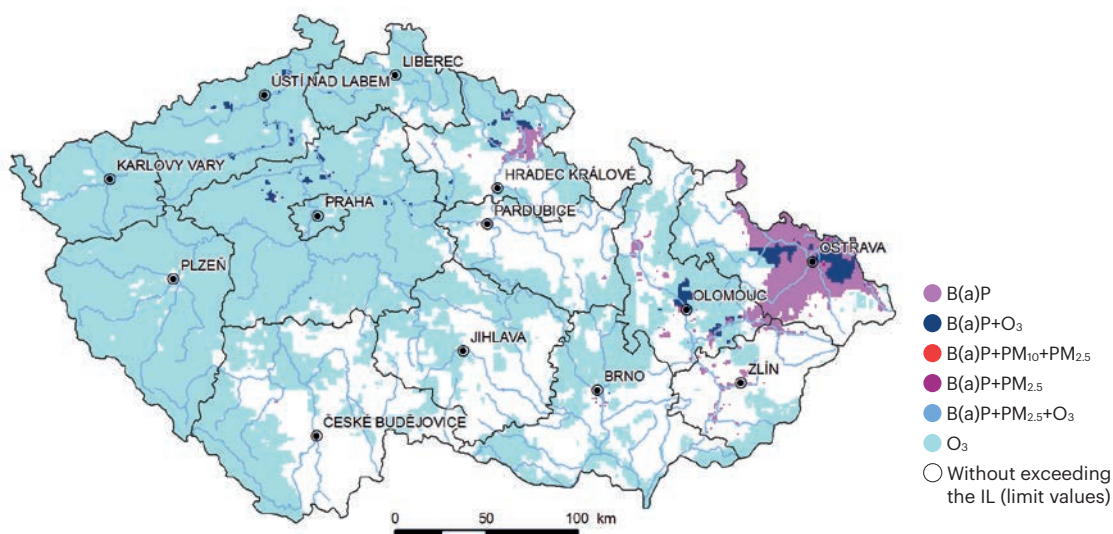 LIBEREC
ÚSTÍ NAD LABEM
KARLOVY VARY
HRADEC KRÁLOVÉ
PRAHA
PARDUBICE
OSTRAVA
PLZEŇ
OLOMOUC
JIHLAVA
BRNO
ZLÍN
ČESKÉ BUDĚJOVICE
B(a)P
B(a)P+O₃
B(a)P+PM₁₀+PM₂.₅
B(a)P+PM₂.₅
B(a)P+PM₂.₅+O₃
O₃
Without exceeding
the IL (limit values)
0 50 100 km